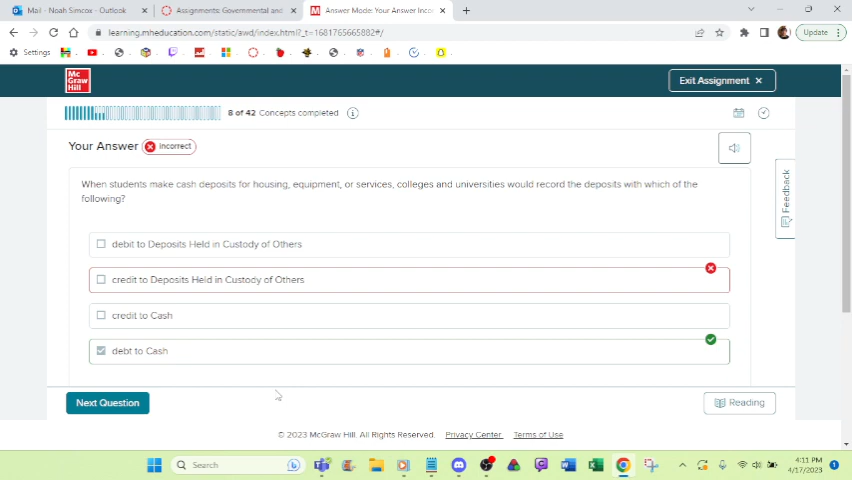 Mail - Noah Simcox - Outlook
Assignments: Governmental and
Answer Mode: Your Answer Inco
learning.mheducation.com/static/awd/index.html?_t=1681765665882#/
Update
Settings
Mc
Graw
Hill
Exit Assignment
8 of 42 Concepts completed
Your Answer
Incorrect
Feedback
When students make cash deposits for housing, equipment, or services, colleges and universities would record the deposits with which of the
following?
debit to Deposits Held in Custody of Others
credit to Deposits Held in Custody of Others
credit to Cash
debt to Cash
Next Question
Reading
© 2023 McGraw Hill. All Rights Reserved. Privacy Center Terms of Use
Search
4:11 PM
4/17/2023